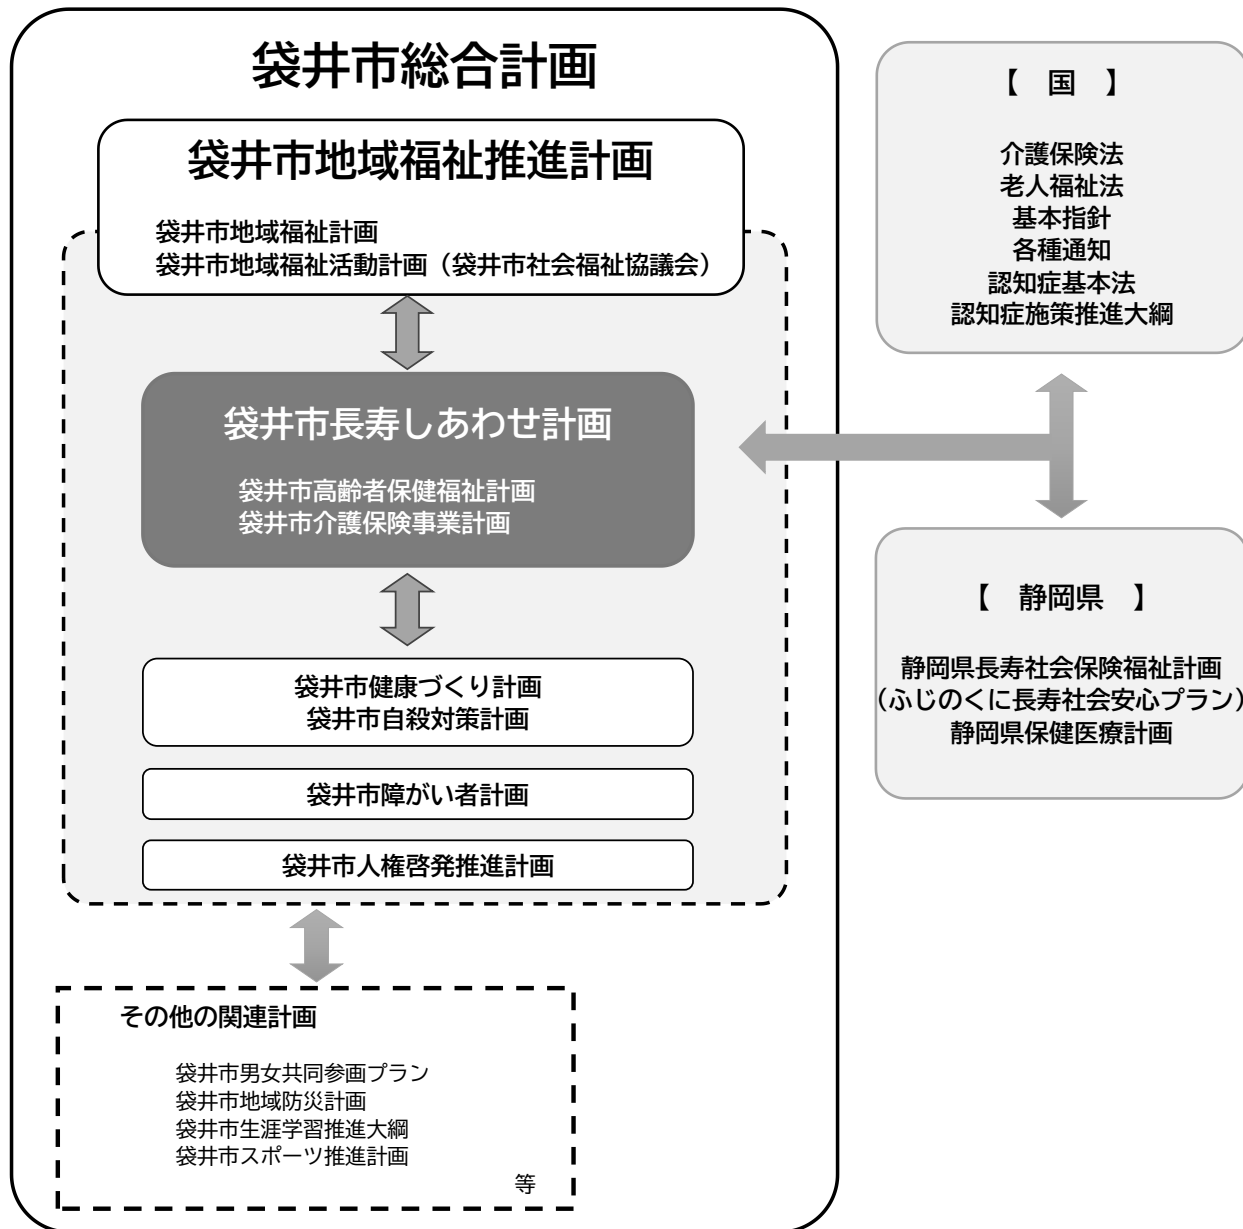 袋井市総合計画
袋井市地域福祉推進計画
袋井市地域福祉計画
袋井市地域福祉活動計画（袋井市社会福祉協議会）
袋井市長寿しあわせ計画
袋井市高齢者保健福祉計画
袋井市介護保険事業計画
袋井市健康づくり計画
袋井市自殺対策計画
袋井市障がい者計画
袋井市人権啓発推進計画
その他の関連計画
袋井市男女共同参画プラン
袋井市地域防災計画
袋井市生涯学習推進大綱
袋井市スポーツ推進計画
等
【　国　】
介護保険法
老人福祉法
基本指針
各種通知
認知症基本法
認知症施策推進大綱
【　静岡県　】
静岡県長寿社会保険福祉計画
（ふじのくに長寿社会安心プラン）
静岡県保健医療計画